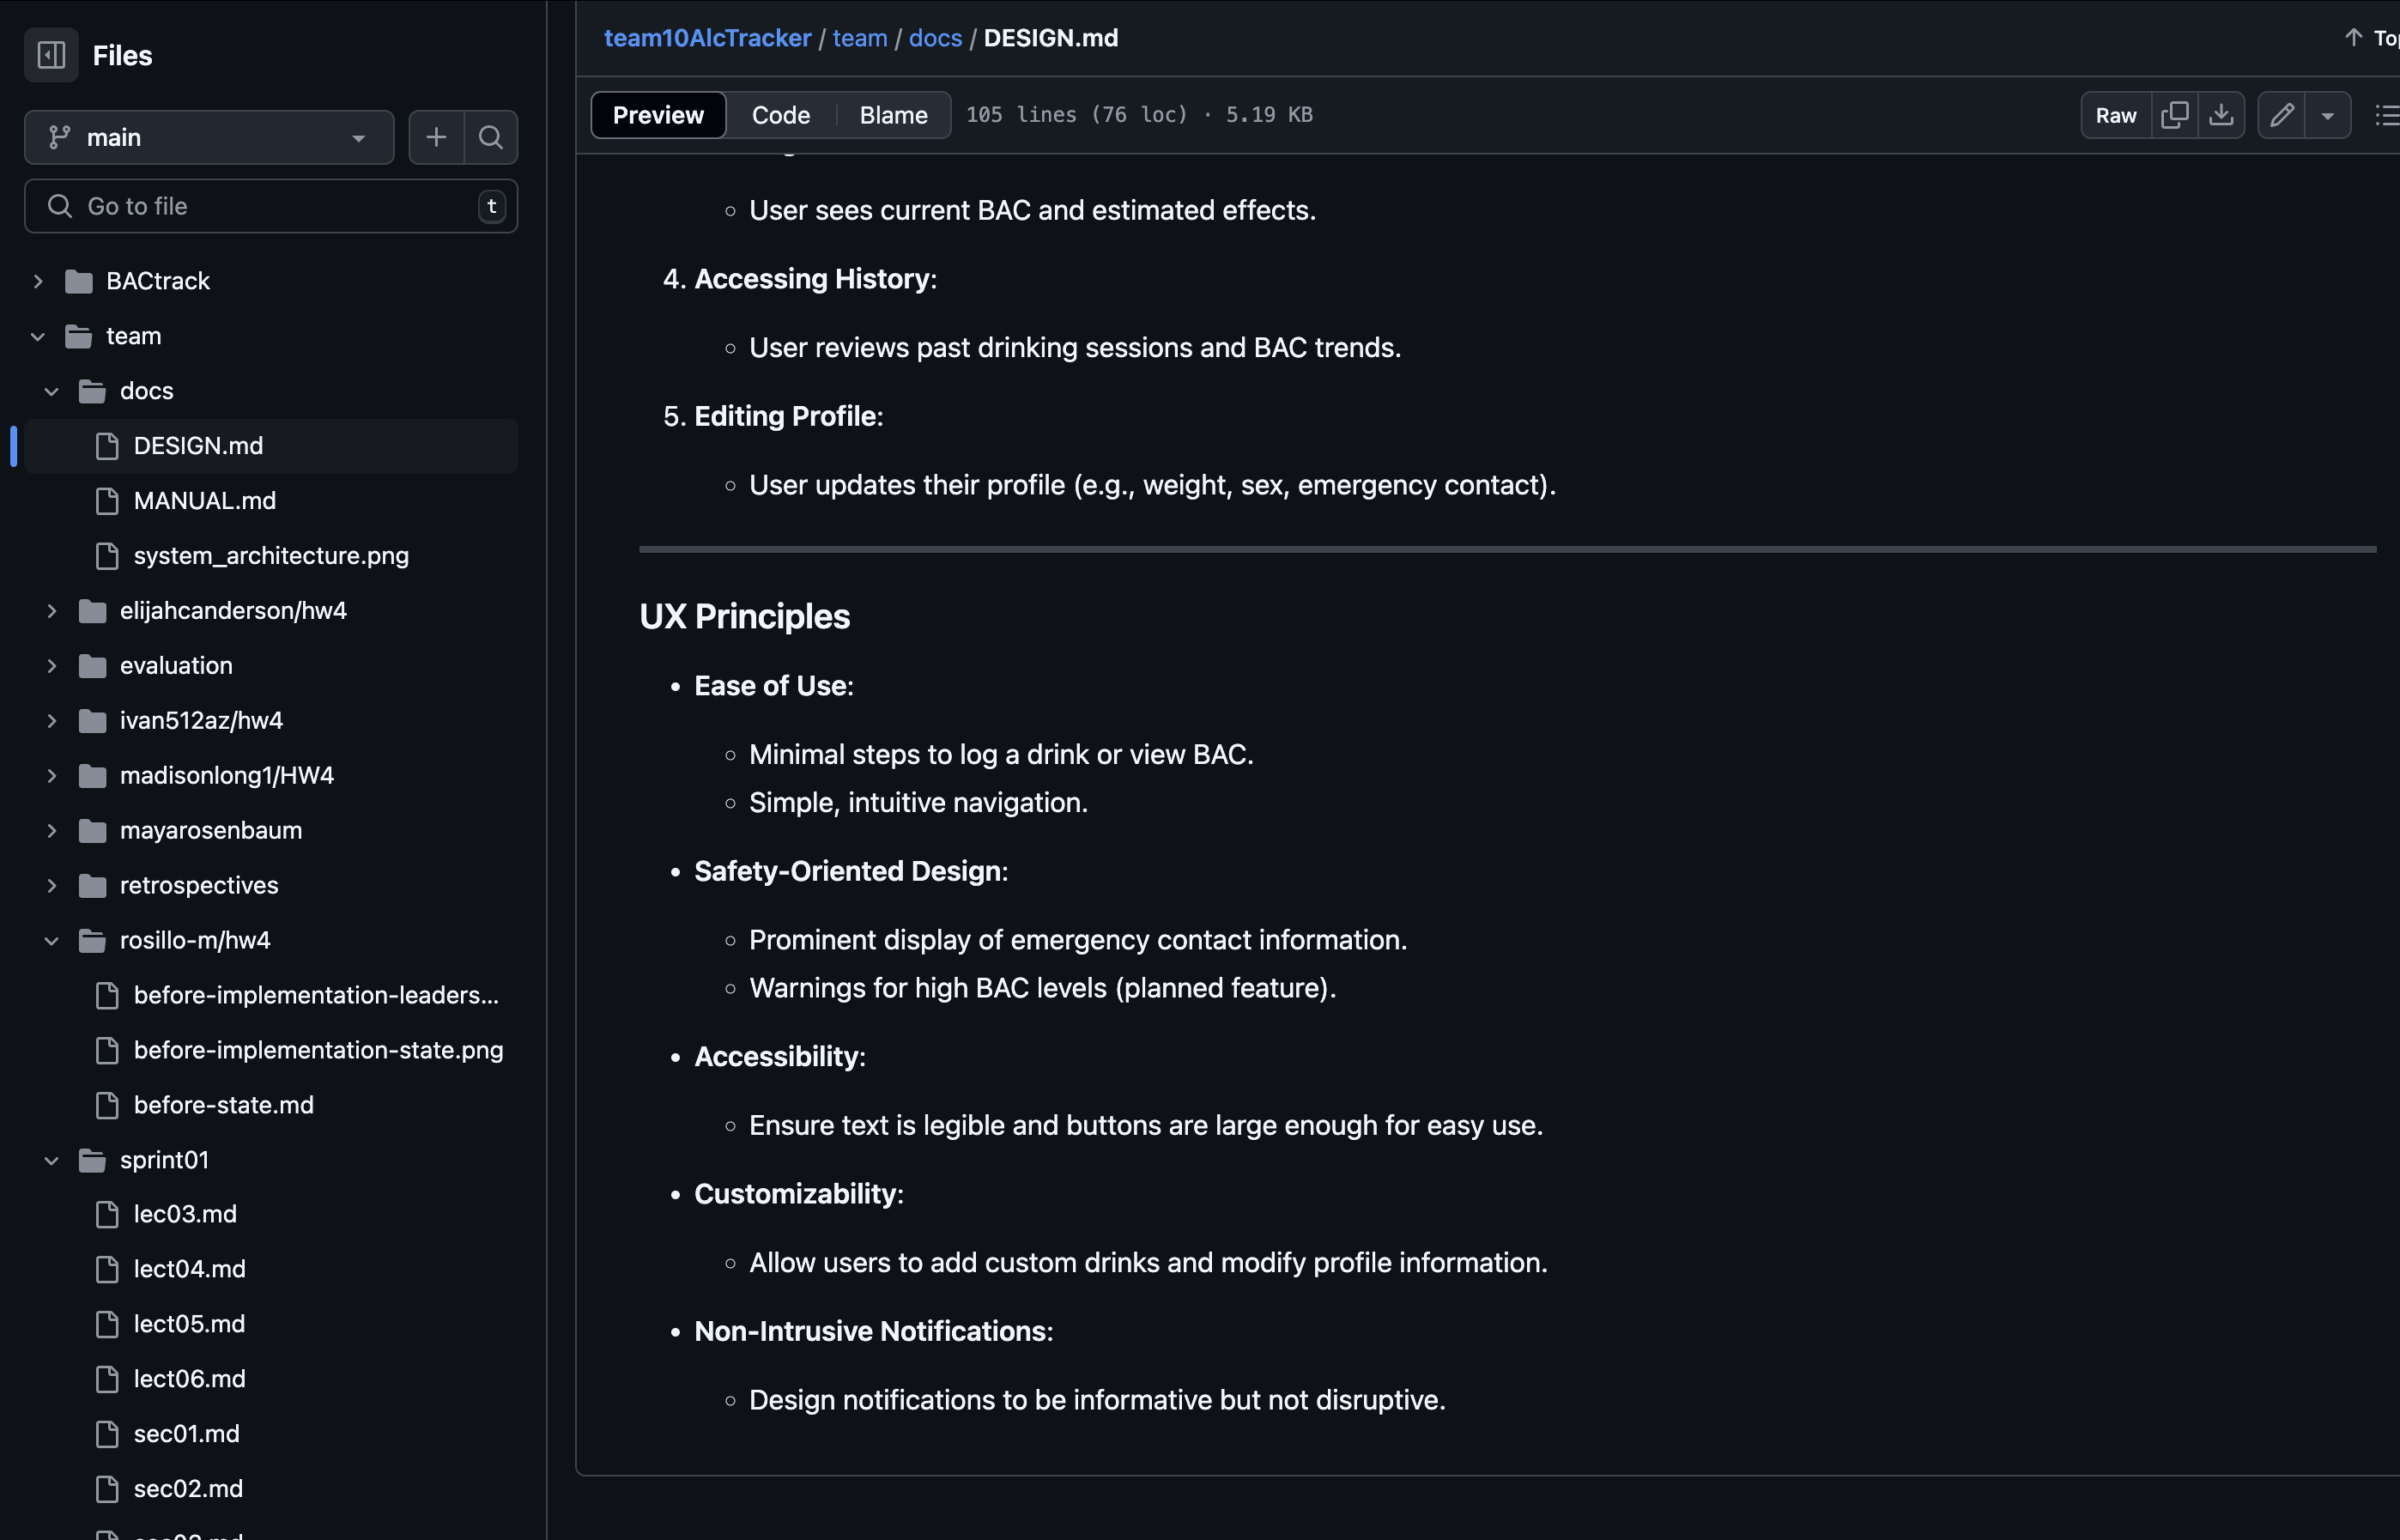 Files
main
Go to file
t
BACtrack
team
docs
DESIGN.md
MANUAL.md
system_architecture.png
elijahcanderson/hw4
evaluation
ivan512az/hw4
madisonlong1/HW4
mayarosenbaum
retrospectives
rosillo-m/hw4
before-implementation-leaders...
before-implementation-state.png
before-state.md
sprint01
lec03.md
lect04.md
lect05.md
lect06.md
sec01.md
sec02.md
team10AlcTracker / team / docs / DESIGN.md
Preview Code Blame 105 lines (76 loc) · 5.19 KB
Raw
◦ User sees current BAC and estimated effects.
4. Accessing History:
◦ User reviews past drinking sessions and BAC trends.
5. Editing Profile:
◦ User updates their profile (e.g., weight, sex, emergency contact).
UX Principles
• Ease of Use:
◦ Minimal steps to log a drink or view BAC.
◦ Simple, intuitive navigation.
• Safety-Oriented Design:
◦ Prominent display of emergency contact information.
◦ Warnings for high BAC levels (planned feature).
• Accessibility:
◦ Ensure text is legible and buttons are large enough for easy use.
• Customizability:
◦ Allow users to add custom drinks and modify profile information.
• Non-Intrusive Notifications:
◦ Design notifications to be informative but not disruptive.